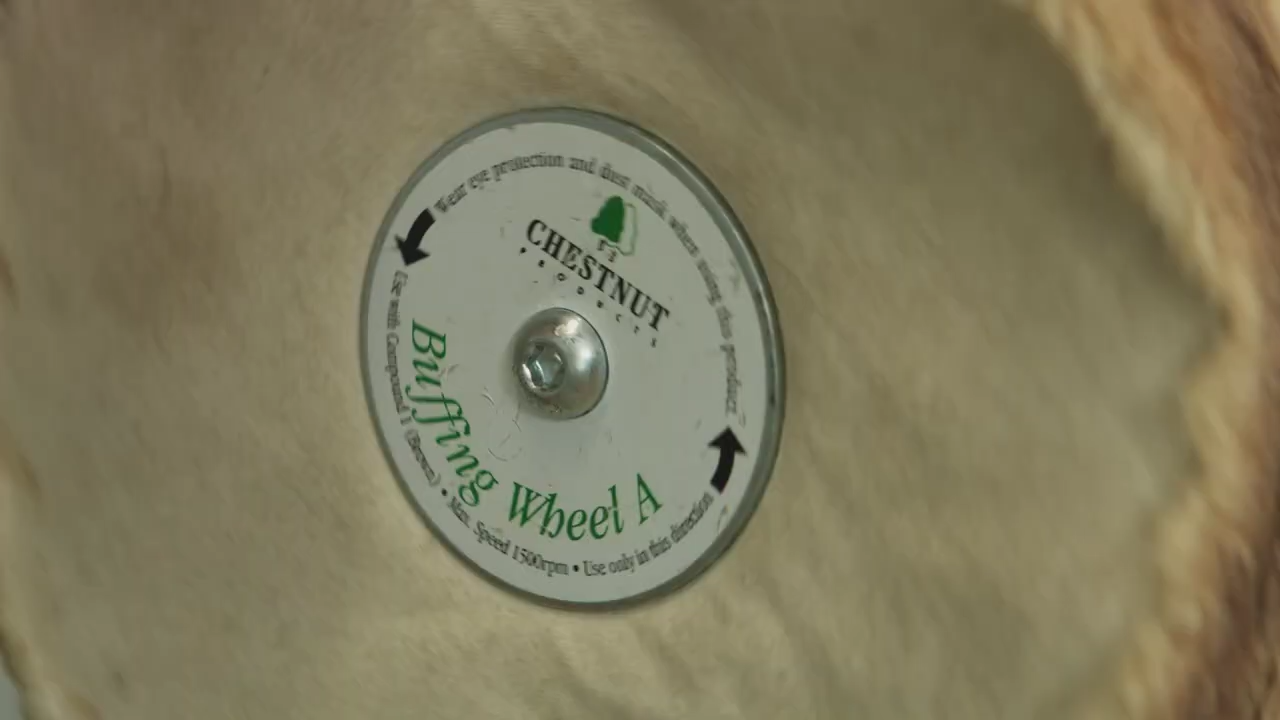 Wear eye protection and dust mask when using this product.
CHESTNUT
PRODUCTS
Buffing Wheel A
Use with Compound 1 (Brown) • Max. Speed 1500rpm • Use only in this direction